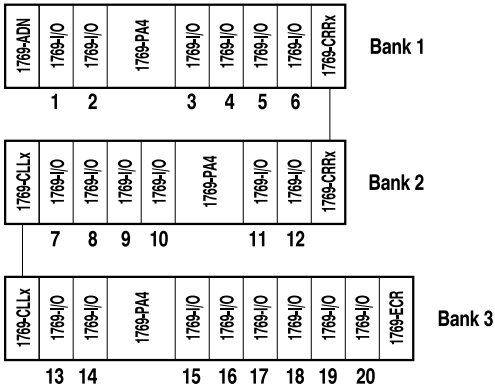 1769-ADN 1769-I/O 1769-I/O 1769-PA4 1769-I/O 1769-I/O 1769-I/O 1769-I/O 1769-CRRx Bank 1
1 2 3 4 5 6
1769-CLLx 1769-I/O 1769-I/O 1769-I/O 1769-I/O 1769-PA4 1769-I/O 1769-I/O 1769-CRRx Bank 2
7 8 9 10 11 12
1769-CLLx 1769-I/O 1769-I/O 1769-PA4 1769-I/O 1769-I/O 1769-I/O 1769-I/O 1769-I/O 1769-I/O 1769-ECR Bank 3
13 14 15 16 17 18 19 20